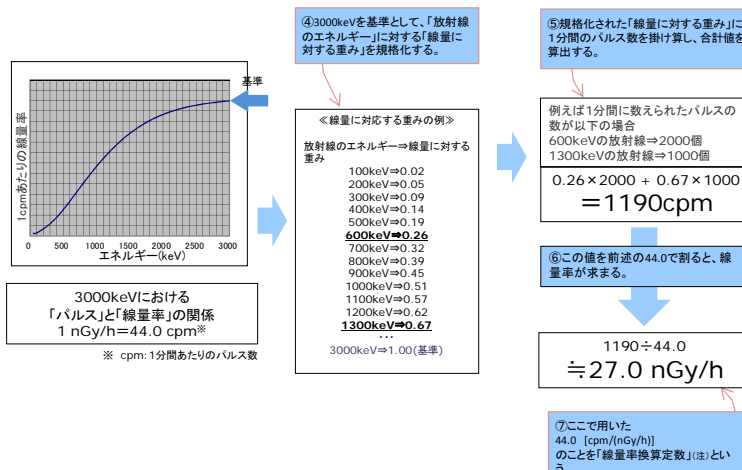 ④3000keVを基準として、「放射線
のエネルギー」に対する「線量に
対する重み」を規格化する。
⑤規格化された「線量に対する重み」に
1分間のパルス数を掛け算し、合計値を
算出する。
基準
1cpmあたりの線量率
0 500 1000 1500 2000 2500 3000
エネルギー(keV)
3000keVにおける
「パルス」と「線量率」の関係
1 nGy/h＝44.0 cpm※
※ cpm：1分間あたりのパルス数
≪線量に対応する重みの例≫
放射線のエネルギー⇒線量に対する
重み
100keV⇒0.02
200keV⇒0.05
300keV⇒0.09
400keV⇒0.14
500keV⇒0.19
600keV⇒0.26
700keV⇒0.32
800keV⇒0.39
900keV⇒0.45
1000keV⇒0.51
1100keV⇒0.57
1200keV⇒0.62
1300keV⇒0.67
･･･
3000keV⇒1.00(基準)
例えば1分間に数えられたパルスの
数が以下の場合
600keVの放射線⇒2000個
1300keVの放射線⇒1000個
0.26×2000 + 0.67×1000
＝1190cpm
⑥この値を前述の44.0で割ると、線
量率が求まる。
1190÷44.0
≒27.0 nGy/h
⑦ここで用いた
44.0 [cpm/(nGy/h)]
のことを「線量率換算定数」(注)とい
う